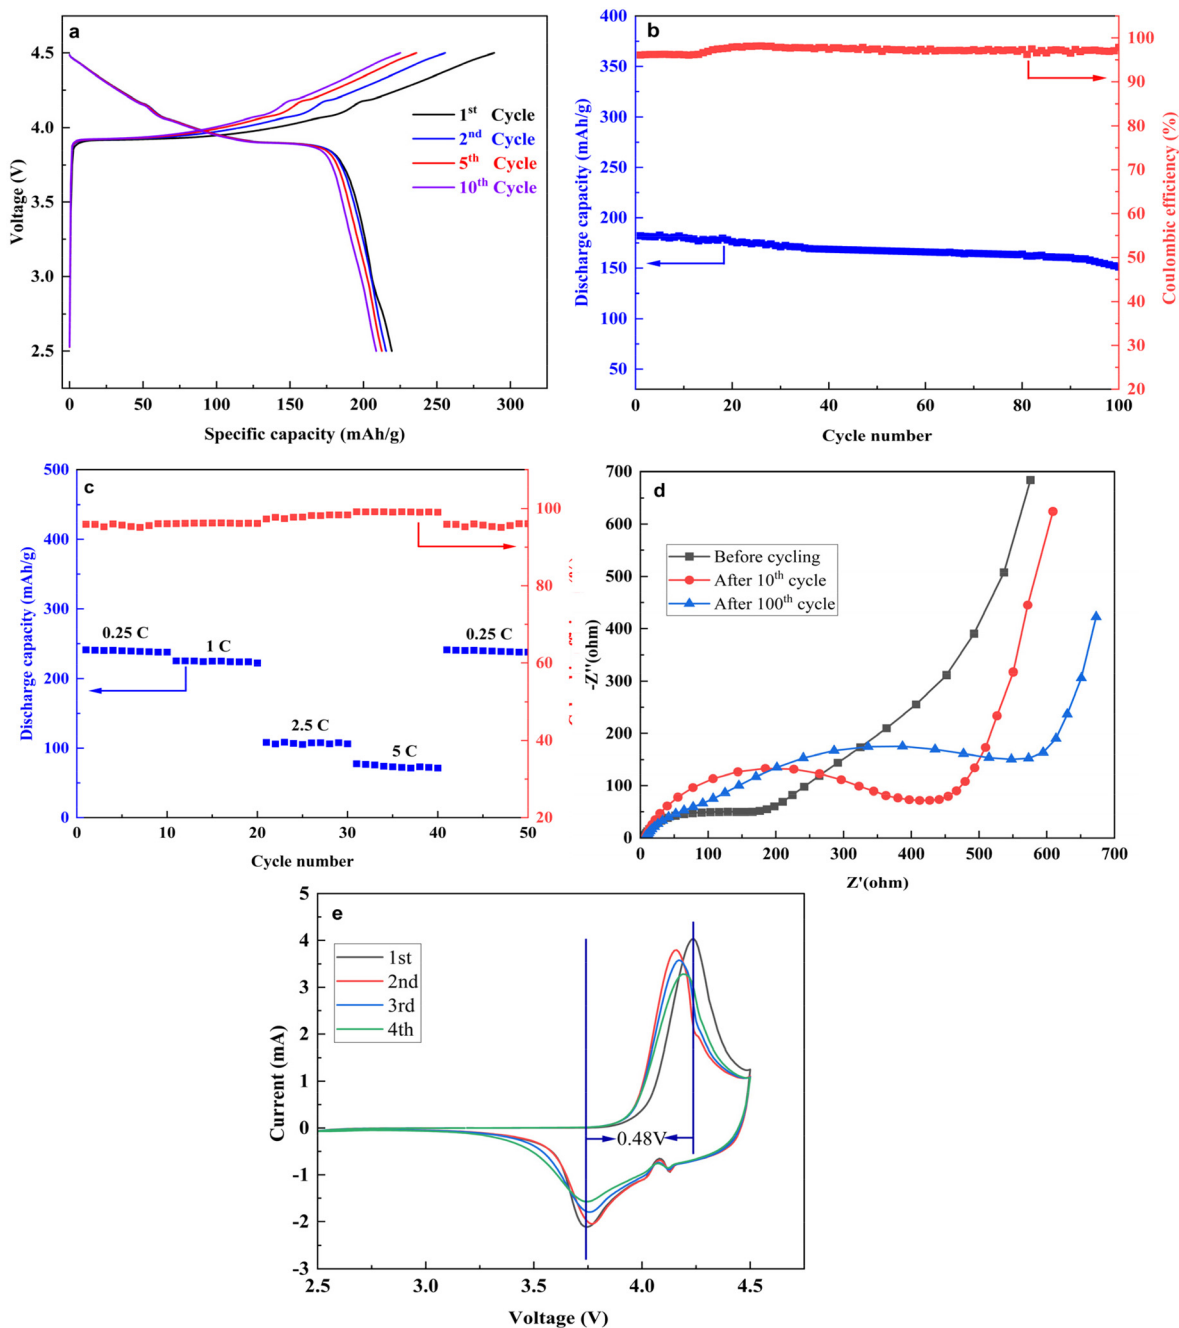 a
4.5
4.0
3.5
3.0
2.5
Voltage (V)
0 50 100 150 200 250 300
Specific capacity (mAh/g)
1st Cycle
2nd Cycle
5th Cycle
10th Cycle
b
400
350
300
250
200
150
100
50
Discharge capacity (mAh/g)
100
90
80
70
60
50
40
30
20
Coulombic efficiency (%)
0 20 40 60 80 100
Cycle number
c
500
400
300
200
100
0
Discharge capacity (mAh/g)
0.25 C
1 C
2.5 C
5 C
0.25 C
100
80
60
40
20
(%)
0 10 20 30 40 50
Cycle number
d
700
600
500
400
300
200
100
0
-Z''(ohm)
Before cycling
After 10th cycle
After 100th cycle
0 100 200 300 400 500 600 700
Z'(ohm)
e
5
4
3
2
1
0
-1
-2
-3
Current (mA)
1st
2nd
3rd
4th
0.48V
2.5 3.0 3.5 4.0 4.5
Voltage (V)